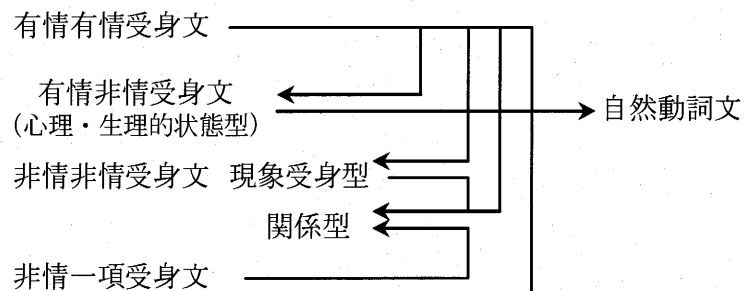 有情有情受身文
有情非情受身文
(心理・生理的状態型)
自然動詞文
非情非情受身文 現象受身型
関係型
非情一項受身文